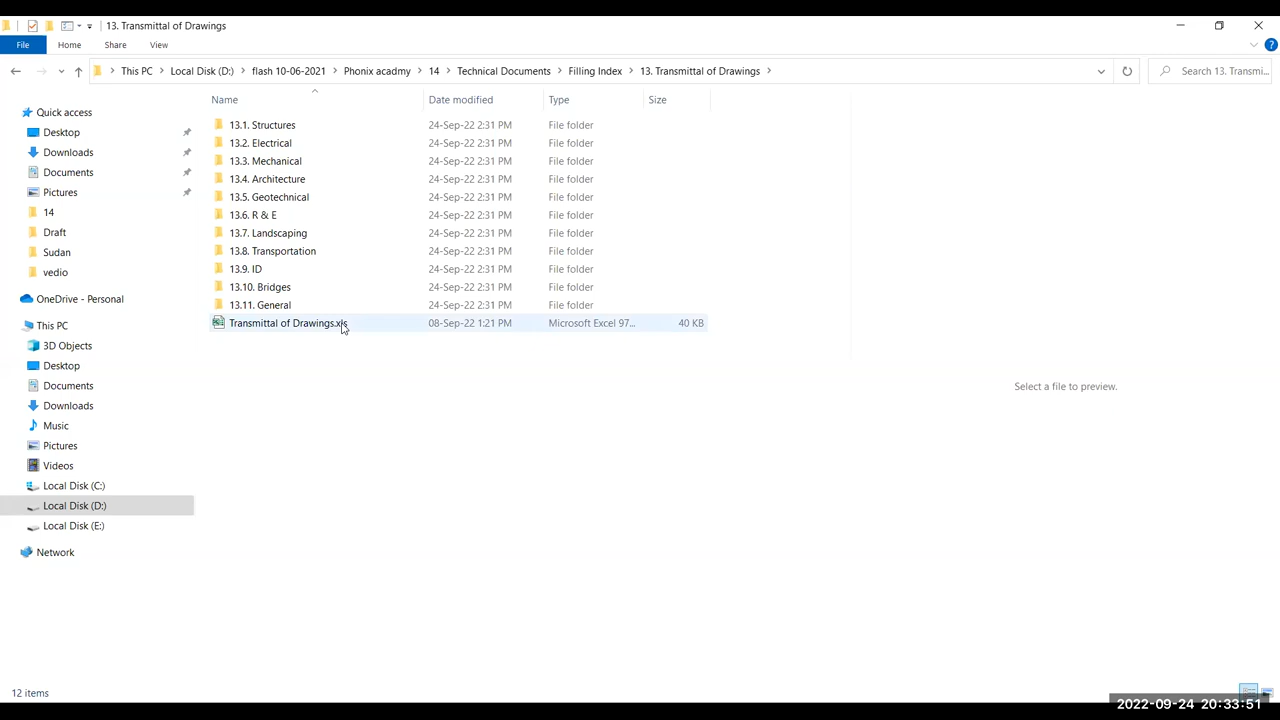 13. Transmittal of Drawings
File Home Share View
This PC Local Disk (D:) flash 10-06-2021 Phonix acadmy 14 Technical Documents Filling Index 13. Transmittal of Drawings Search 13. Transmi...
Name Date modified Type Size
Quick access
Desktop
Downloads
Documents
Pictures
14
Draft
Sudan
vedio
OneDrive - Personal
This PC
3D Objects
Desktop
Documents
Downloads
Music
Pictures
Videos
Local Disk (C:)
Local Disk (D:)
Local Disk (E:)
Network
13.1. Structures 24-Sep-22 2:31 PM File folder
13.2. Electrical 24-Sep-22 2:31 PM File folder
13.3. Mechanical 24-Sep-22 2:31 PM File folder
13.4. Architecture 24-Sep-22 2:31 PM File folder
13.5. Geotechnical 24-Sep-22 2:31 PM File folder
13.6. R & E 24-Sep-22 2:31 PM File folder
13.7. Landscaping 24-Sep-22 2:31 PM File folder
13.8. Transportation 24-Sep-22 2:31 PM File folder
13.9. ID 24-Sep-22 2:31 PM File folder
13.10. Bridges 24-Sep-22 2:31 PM File folder
13.11. General 24-Sep-22 2:31 PM File folder
Transmittal of Drawings.xls 08-Sep-22 1:21 PM Microsoft Excel 97... 40 KB
Select a file to preview.
12 items
2022-09-24 20:33:51